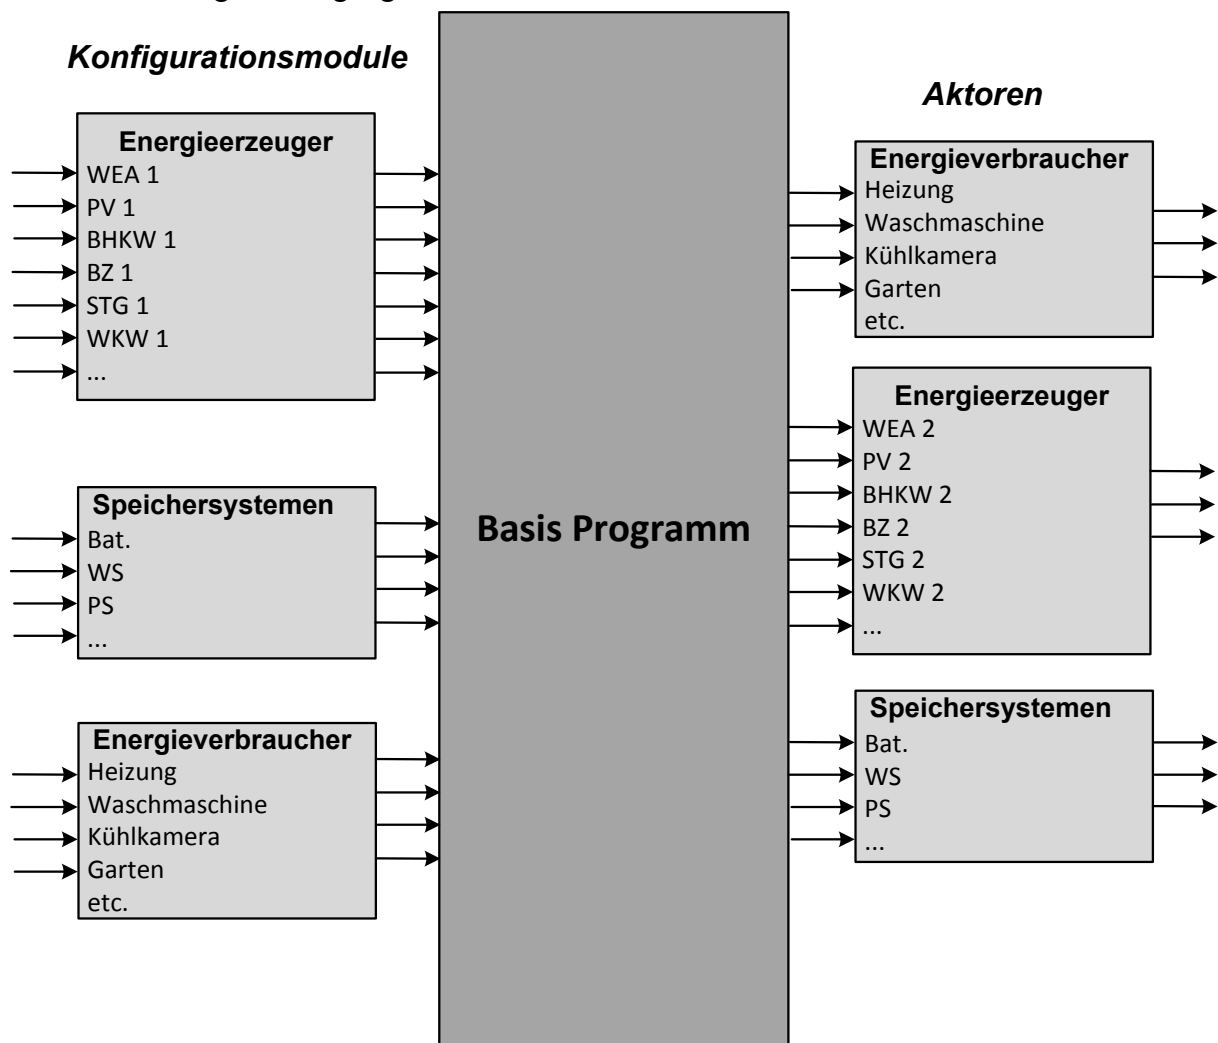 Konfigurationsmodule
Energieerzeuger
WEA 1
PV 1
BHKW 1
BZ 1
STG 1
WKW 1
...
Speichersystemen
Bat.
WS
PS
...
Energieverbraucher
Heizung
Waschmaschine
Kühlkamera
Garten
etc.
Basis Programm
Aktoren
Energieverbraucher
Heizung
Waschmaschine
Kühlkamera
Garten
etc.
Energieerzeuger
WEA 2
PV 2
BHKW 2
BZ 2
STG 2
WKW 2
...
Speichersystemen
Bat.
WS
PS
...